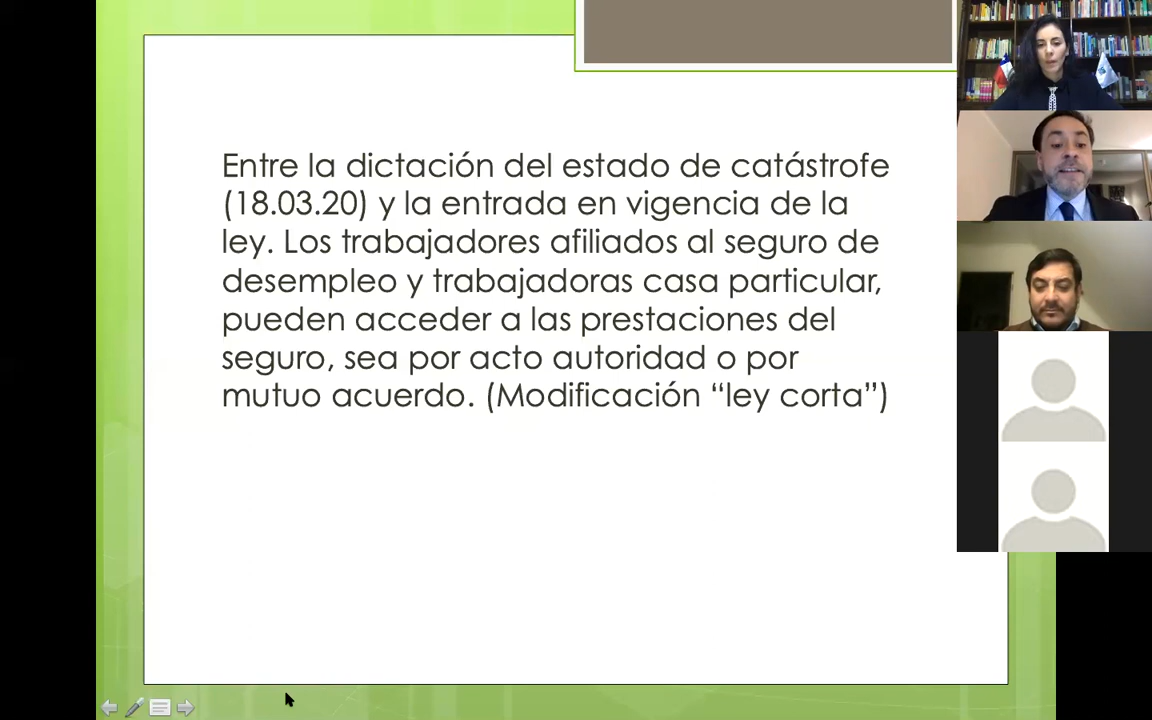 Entre la dictación del estado de catástrofe
(18.03.20) y la entrada en vigencia de la
ley. Los trabajadores afiliados al seguro de
desempleo y trabajadoras casa particular,
pueden acceder a las prestaciones del
seguro, sea por acto autoridad o por
mutuo acuerdo. (Modificación “ley corta”)